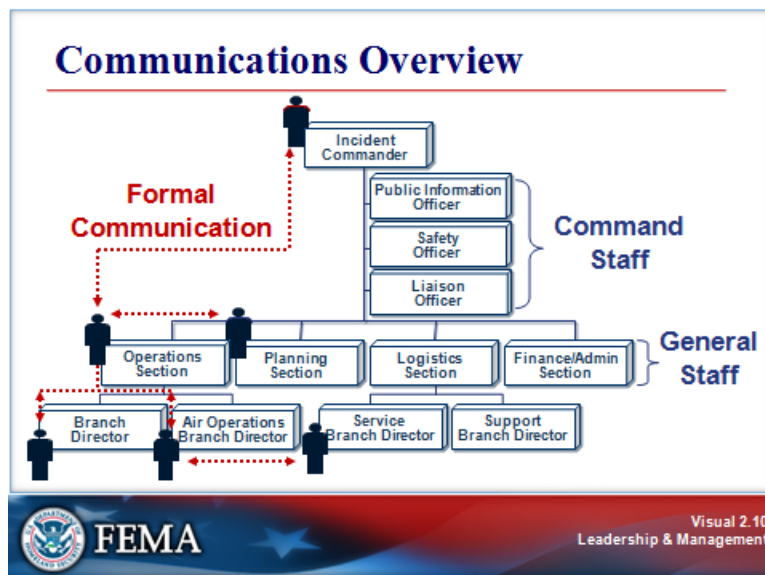 Communications Overview
Incident
Commander
Formal
Communication
Public Information
Officer
Safety
Officer
Liaison
Officer
Command
Staff
Operations
Section
Planning
Section
Logistics
Section
Finance/Admin
Section
General
Staff
Branch
Director
Air Operations
Branch Director
Service
Branch Director
Support
Branch Director
FEMA
Visual 2.10
Leadership & Management